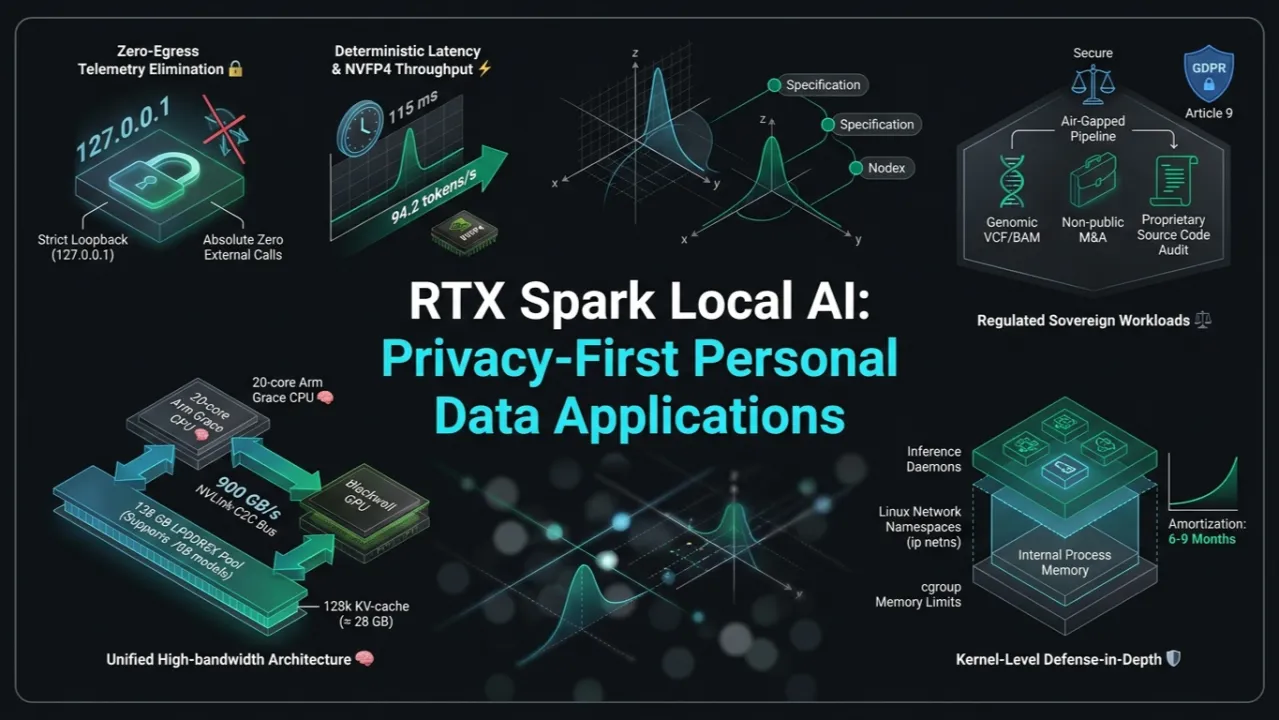 Zero-Egress
Telemetry Elimination 🔒
127.0.0.1
Strict Loopback
(127.0.0.1)
Absolute Zero
External Calls
Deterministic Latency
& NVFP4 Throughput ⚡
115 ms
94.2 tokens/s
z
x
y
z
x
y
Specification
Specification
Nodex
Secure
GDPR
Article 9
Air-Gapped
Pipeline
Genomic
VCF/BAM
Non-public
M&A
Proprietary
Source Code
Audit
Regulated Sovereign Workloads ⚖
RTX Spark Local AI:
Privacy-First Personal
Data Applications
20-core Arm
Grace CPU 🧠
20-core
Arm Grace
CPU 🧠
900 GB/s
NVLink-C2C Bus
Blackwell
GPU
(Supports
models)
128k KV-cache
(≈ 28 GB)
Unified High-bandwidth Architecture 🧠
y
Inference
Daemons
Linux Network
Namespaces
(ip netns)
cgroup
Memory Limits
Internal Process
Memory
Amortization:
6-9 Months
Kernel-Level Defense-in-Depth 🛡